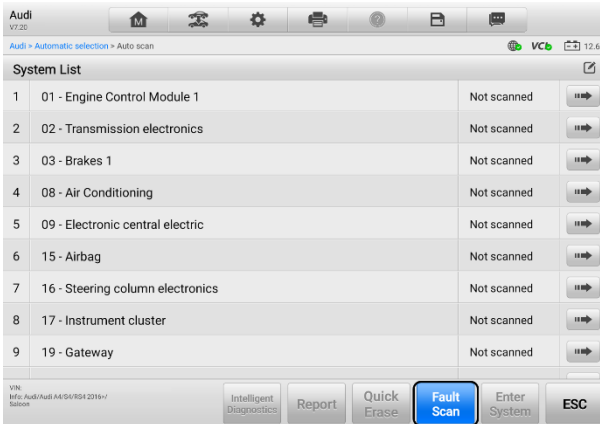 Audi
V7.20
M
?
Audi > Automatic selection > Auto scan
VCI
12.6
System List
1 01 - Engine Control Module 1 Not scanned
2 02 - Transmission electronics Not scanned
3 03 - Brakes 1 Not scanned
4 08 - Air Conditioning Not scanned
5 09 - Electronic central electric Not scanned
6 15 - Airbag Not scanned
7 16 - Steering column electronics Not scanned
8 17 - Instrument cluster Not scanned
9 19 - Gateway Not scanned
VIN:
Info: Audi/Audi A4/S4/RS4 2016>/
Saloon
Intelligent
Diagnostics
Report
Quick
Erase
Fault
Scan
Enter
System
ESC